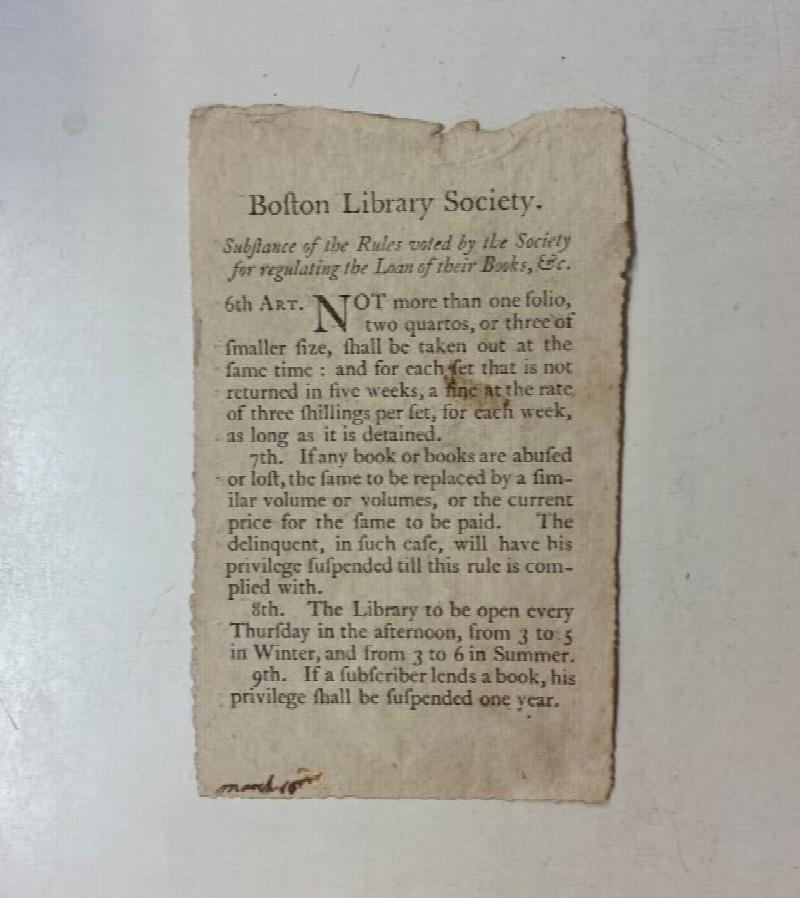 Boſton Library Society.
Subſtance of the Rules voted by the Society
for regulating the Loan of their Books, &c.
6th ART. NOT more than one folio,
two quartos, or three of
ſmaller ſize, ſhall be taken out at the
ſame time : and for each ſet that is not
returned in five weeks, a fine at the rate
of three ſhillings per ſet, for each week,
as long as it is detained.
7th. If any book or books are abuſed
or loſt, the ſame to be replaced by a ſim-
ilar volume or volumes, or the current
price for the ſame to be paid. The
delinquent, in ſuch caſe, will have his
privilege ſuſpended till this rule is com-
plied with.
8th. The Library to be open every
Thurſday in the afternoon, from 3 to 5
in Winter, and from 3 to 6 in Summer.
9th. If a ſubſcriber lends a book, his
privilege ſhall be ſuſpended one year.
march